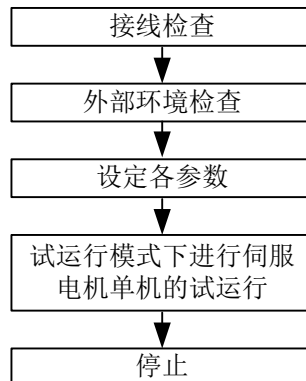 接线检查
外部环境检查
设定各参数
试运行模式下进行伺服
电机单机的试运行
停止